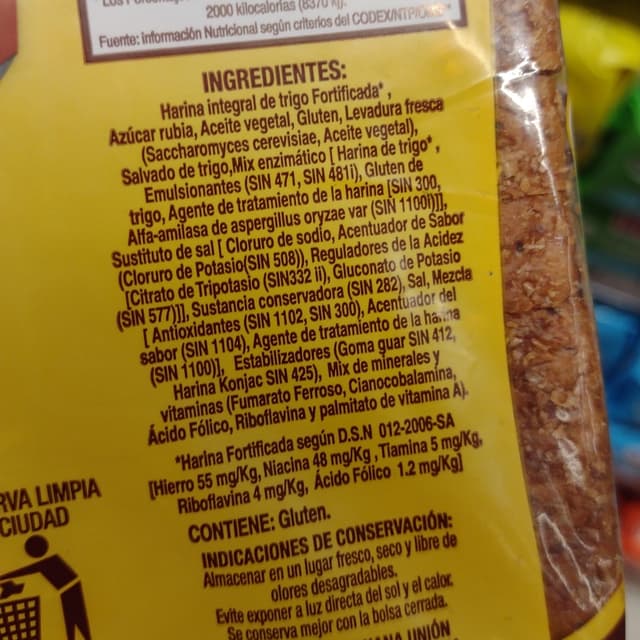 2000 kilocalorías (8370 kj).
Fuente: información Nutricional según criterios del
INGREDIENTES:
Harina integral de trigo Fortificada*,
Azúcar rubia, Aceite vegetal, Gluten, Levadura fresca
(Saccharomyces cerevisiae, Aceite vegetal),
Salvado de trigo,Mix enzimático [ Harina de trigo*,
Emulsionantes (SIN 471, SIN 481i), Gluten de
trigo, Agente de tratamiento de la harina [SIN 300,
Alfa-amilasa de aspergillus oryzae var (SIN 1100i)]],
Sustituto de sal [ Cloruro de sodio, Acentuador de Sabor
(Cloruro de Potasio(SIN 508)), Reguladores de la Acidez
[Citrato de Tripotasio (SIN332 ii), Gluconato de Potasio
(SIN 577)]], Sustancia conservadora (SIN 282), Sal, Mezcla
[ Antioxidantes (SIN 1102, SIN 300), Acentuador del
sabor (SIN 1104), Agente de tratamiento de la harina
(SIN 1100)], Estabilizadores (Goma guar SIN 412,
Harina Konjac SIN 425), Mix de minerales y
vitaminas (Fumarato Ferroso, Cianocobalamina,
Ácido Fólico, Riboflavina y palmitato de vitamina A).
*Harina Fortificada según D.S.N 012-2006-SA
[Hierro 55 mg/Kg, Niacina 48 mg/Kg ,Tiamina 5 mg/Kg,
Riboflavina 4 mg/Kg, Ácido Fólico 1.2 mg/Kg]
CONTIENE: Gluten.
INDICACIONES DE CONSERVACIÓN:
Almacenar en un lugar fresco, seco y libre de
olores desagradables.
Evite exponer a luz directa del sol y el calor.
Se conserva mejor con la bolsa cerrada.
UNIÓN
RVA LIMPIA
CIUDAD